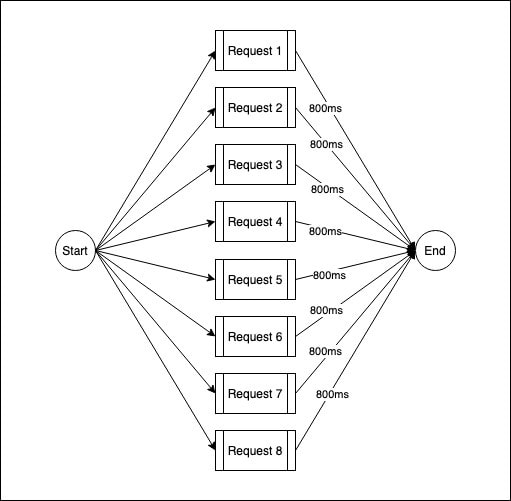 Request 1
800ms
Request 2
800ms
Request 3
800ms
Request 4
800ms
Start
End
Request 5
800ms
Request 6
800ms
Request 7
800ms
Request 8
800ms